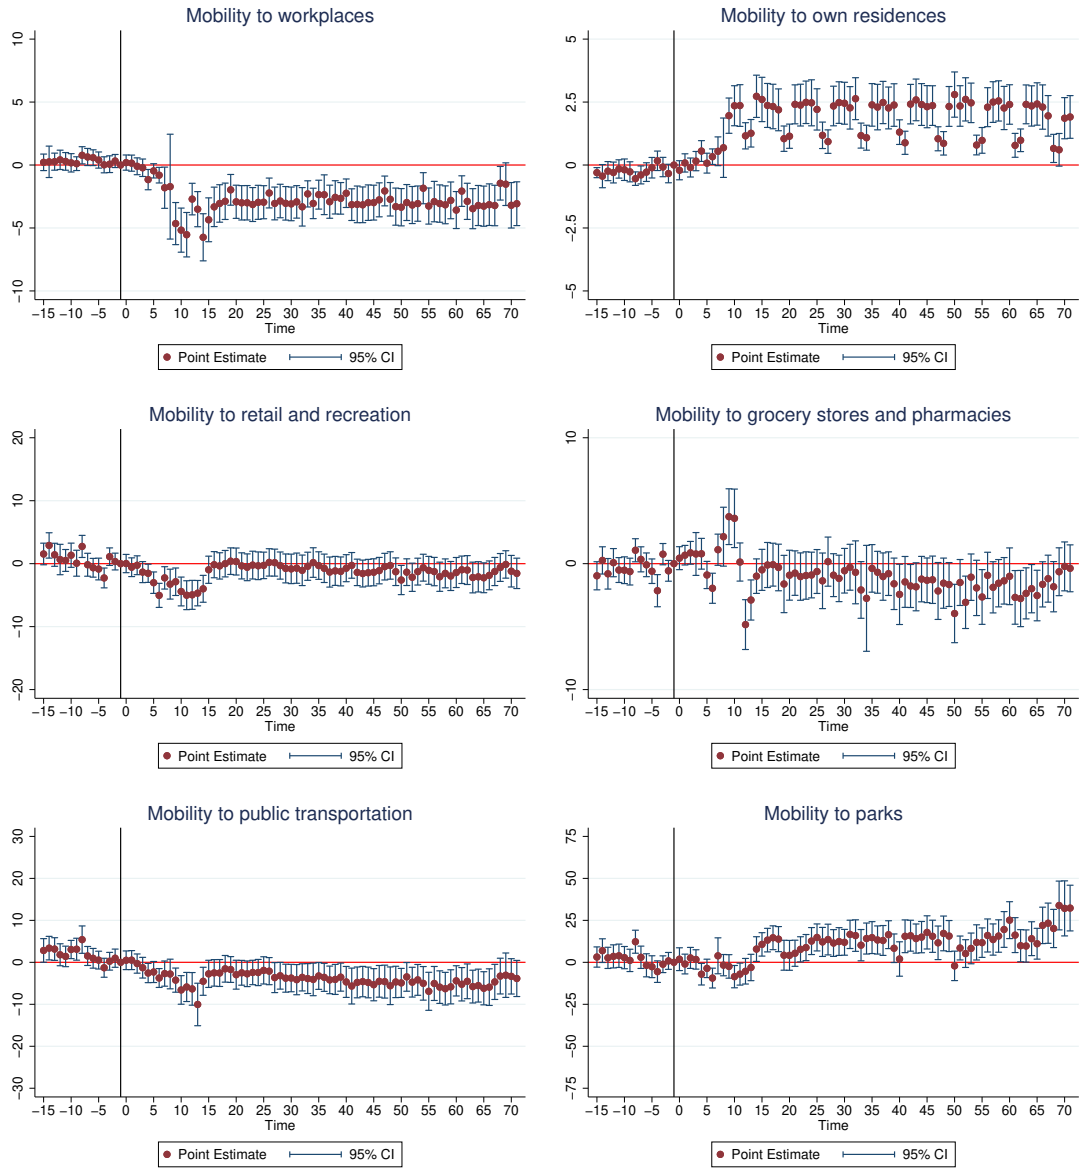 Mobility to workplaces
10
5
0
−5
−10
−15 −10 −5 0 5 10 15 20 25 30 35 40 45 50 55 60 65 70
Time
Point Estimate 95% CI
Mobility to own residences
5
2.5
0
−2.5
−5
−15 −10 −5 0 5 10 15 20 25 30 35 40 45 50 55 60 65 70
Time
Point Estimate 95% CI
Mobility to retail and recreation
20
10
0
−10
−20
−15 −10 −5 0 5 10 15 20 25 30 35 40 45 50 55 60 65 70
Time
Point Estimate 95% CI
Mobility to grocery stores and pharmacies
10
0
−10
−15 −10 −5 0 5 10 15 20 25 30 35 40 45 50 55 60 65 70
Time
Point Estimate 95% CI
Mobility to public transportation
30
20
10
0
−10
−20
−30
−15 −10 −5 0 5 10 15 20 25 30 35 40 45 50 55 60 65 70
Time
Point Estimate 95% CI
Mobility to parks
75
50
25
0
−25
−50
−75
−15 −10 −5 0 5 10 15 20 25 30 35 40 45 50 55 60 65 70
Time
Point Estimate 95% CI